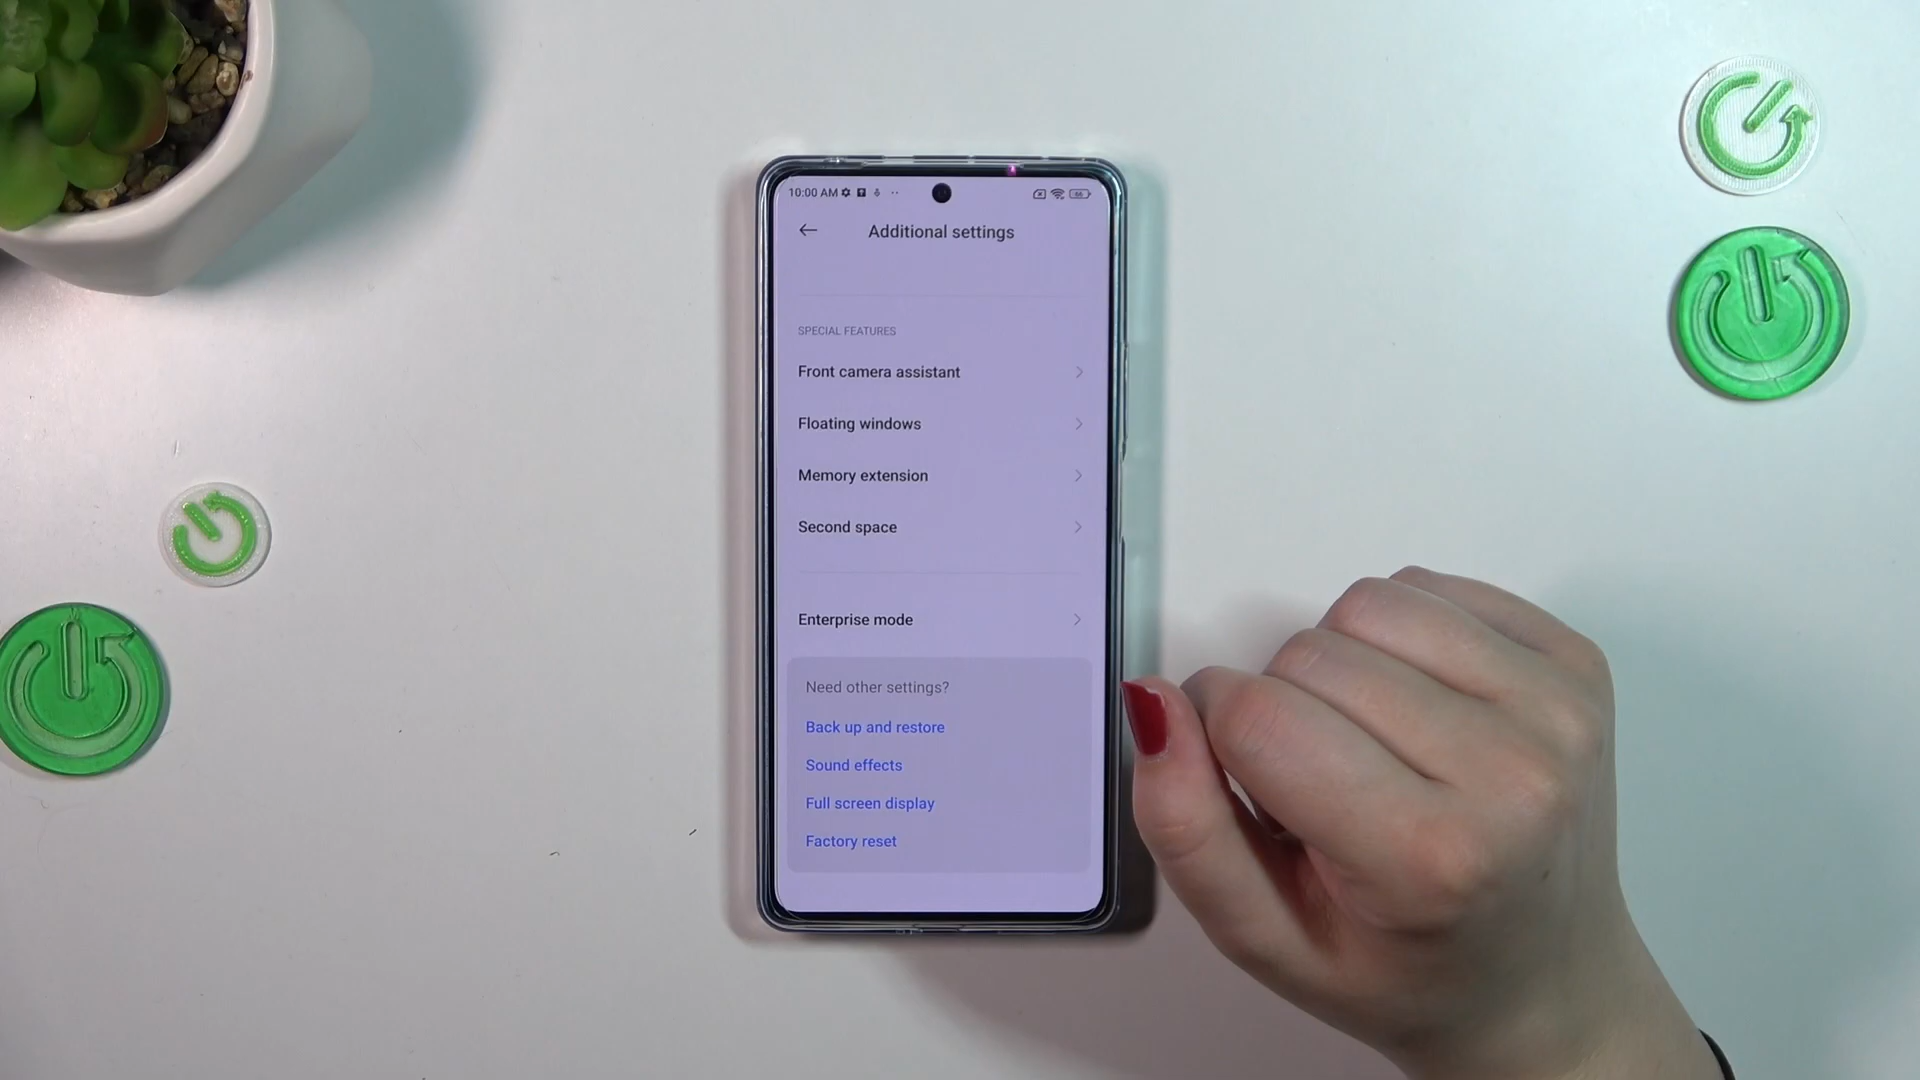 10:00 AM
66
Additional settings
SPECIAL FEATURES
Front camera assistant
Floating windows
Memory extension
Second space
Enterprise mode
Need other settings?
Back up and restore
Sound effects
Full screen display
Factory reset